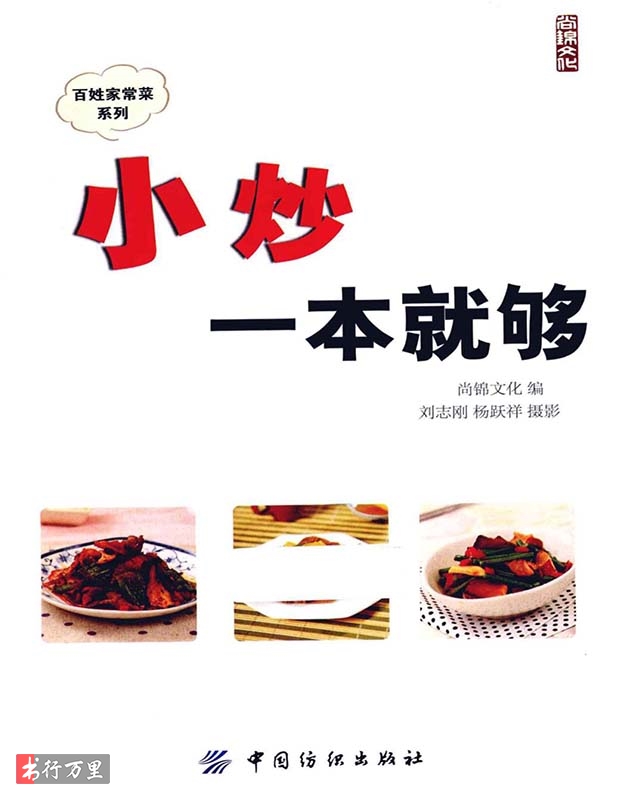 尚锦文化
百姓家常菜
系列
小炒
一本就够
尚锦文化 编
刘志刚 杨跃祥 摄影
中国纺织出版社
书行万里